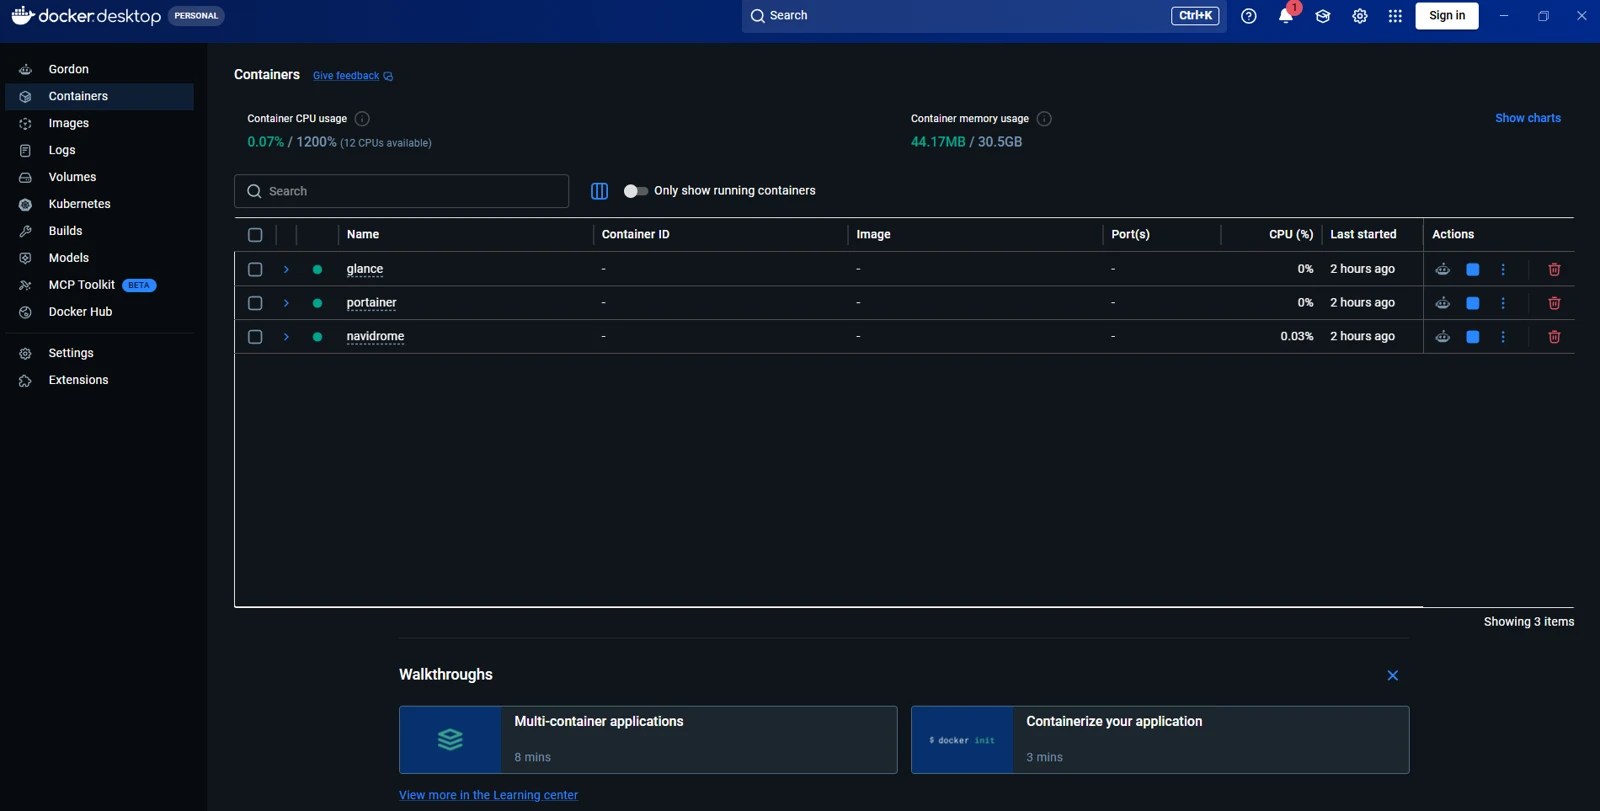 docker.desktop PERSONAL
Search Ctrl+K 1 Sign in
Gordon
Containers
Images
Logs
Volumes
Kubernetes
Builds
Models
MCP Toolkit BETA
Docker Hub
Settings
Extensions
Containers Give feedback
Container CPU usage
0.07% / 1200% (12 CPUs available)
Container memory usage
44.17MB / 30.5GB
Show charts
Search Only show running containers
Name Container ID Image Port(s) CPU (%) Last started Actions
glance - - - 0% 2 hours ago
portainer - - - 0% 2 hours ago
navidrome - - - 0.03% 2 hours ago
Showing 3 items
Walkthroughs
Multi-container applications
8 mins
$ docker init
Containerize your application
3 mins
View more in the Learning center